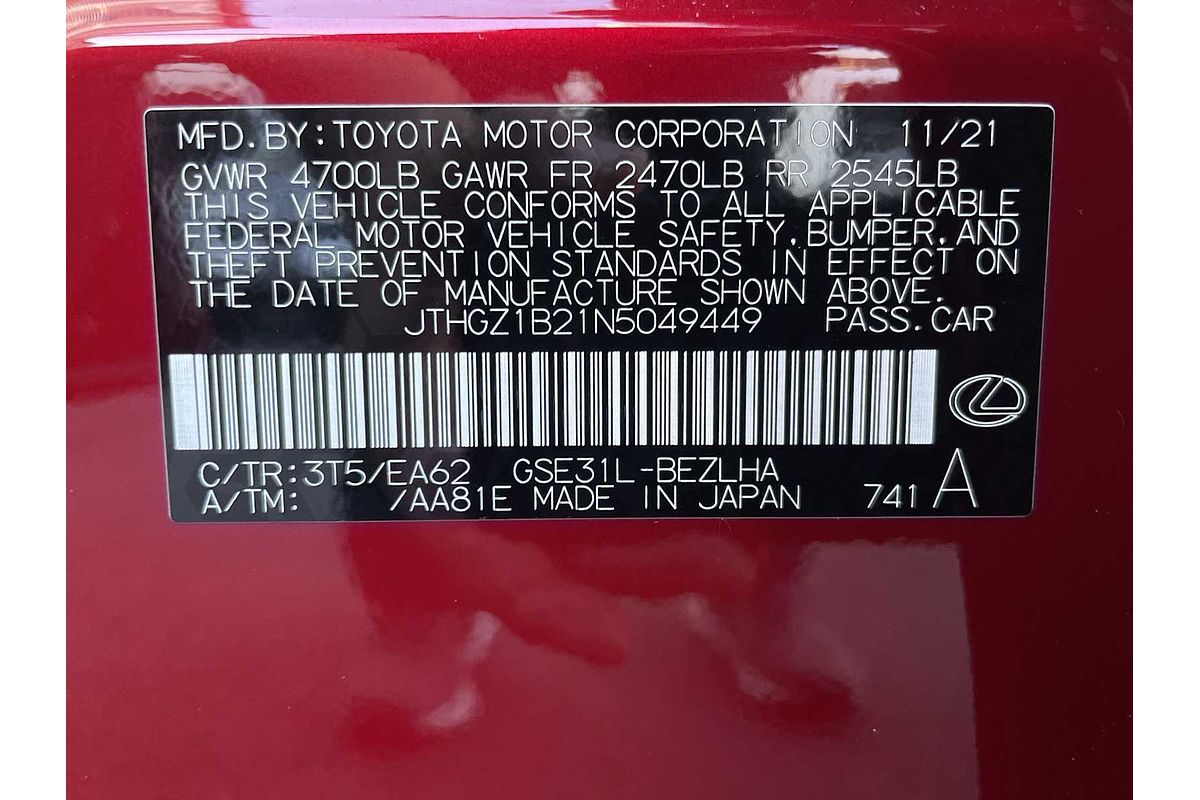 MFD.BY:TOYOTA MOTOR CORPORATION 11/21
GVWR 4700LB GAWR FR 2470LB RR 2545LB
THIS VEHICLE CONFORMS TO ALL APPLICABLE
FEDERAL MOTOR VEHICLE SAFETY,BUMPER,AND
THEFT PREVENTION STANDARDS IN EFFECT ON
THE DATE OF MANUFACTURE SHOWN ABOVE.
JTHGZ1B21N5049449 PASS.CAR
C/TR:3T5/EA62 GSE31L-BEZLHA
A/TM: /AA81E MADE IN JAPAN 741 A